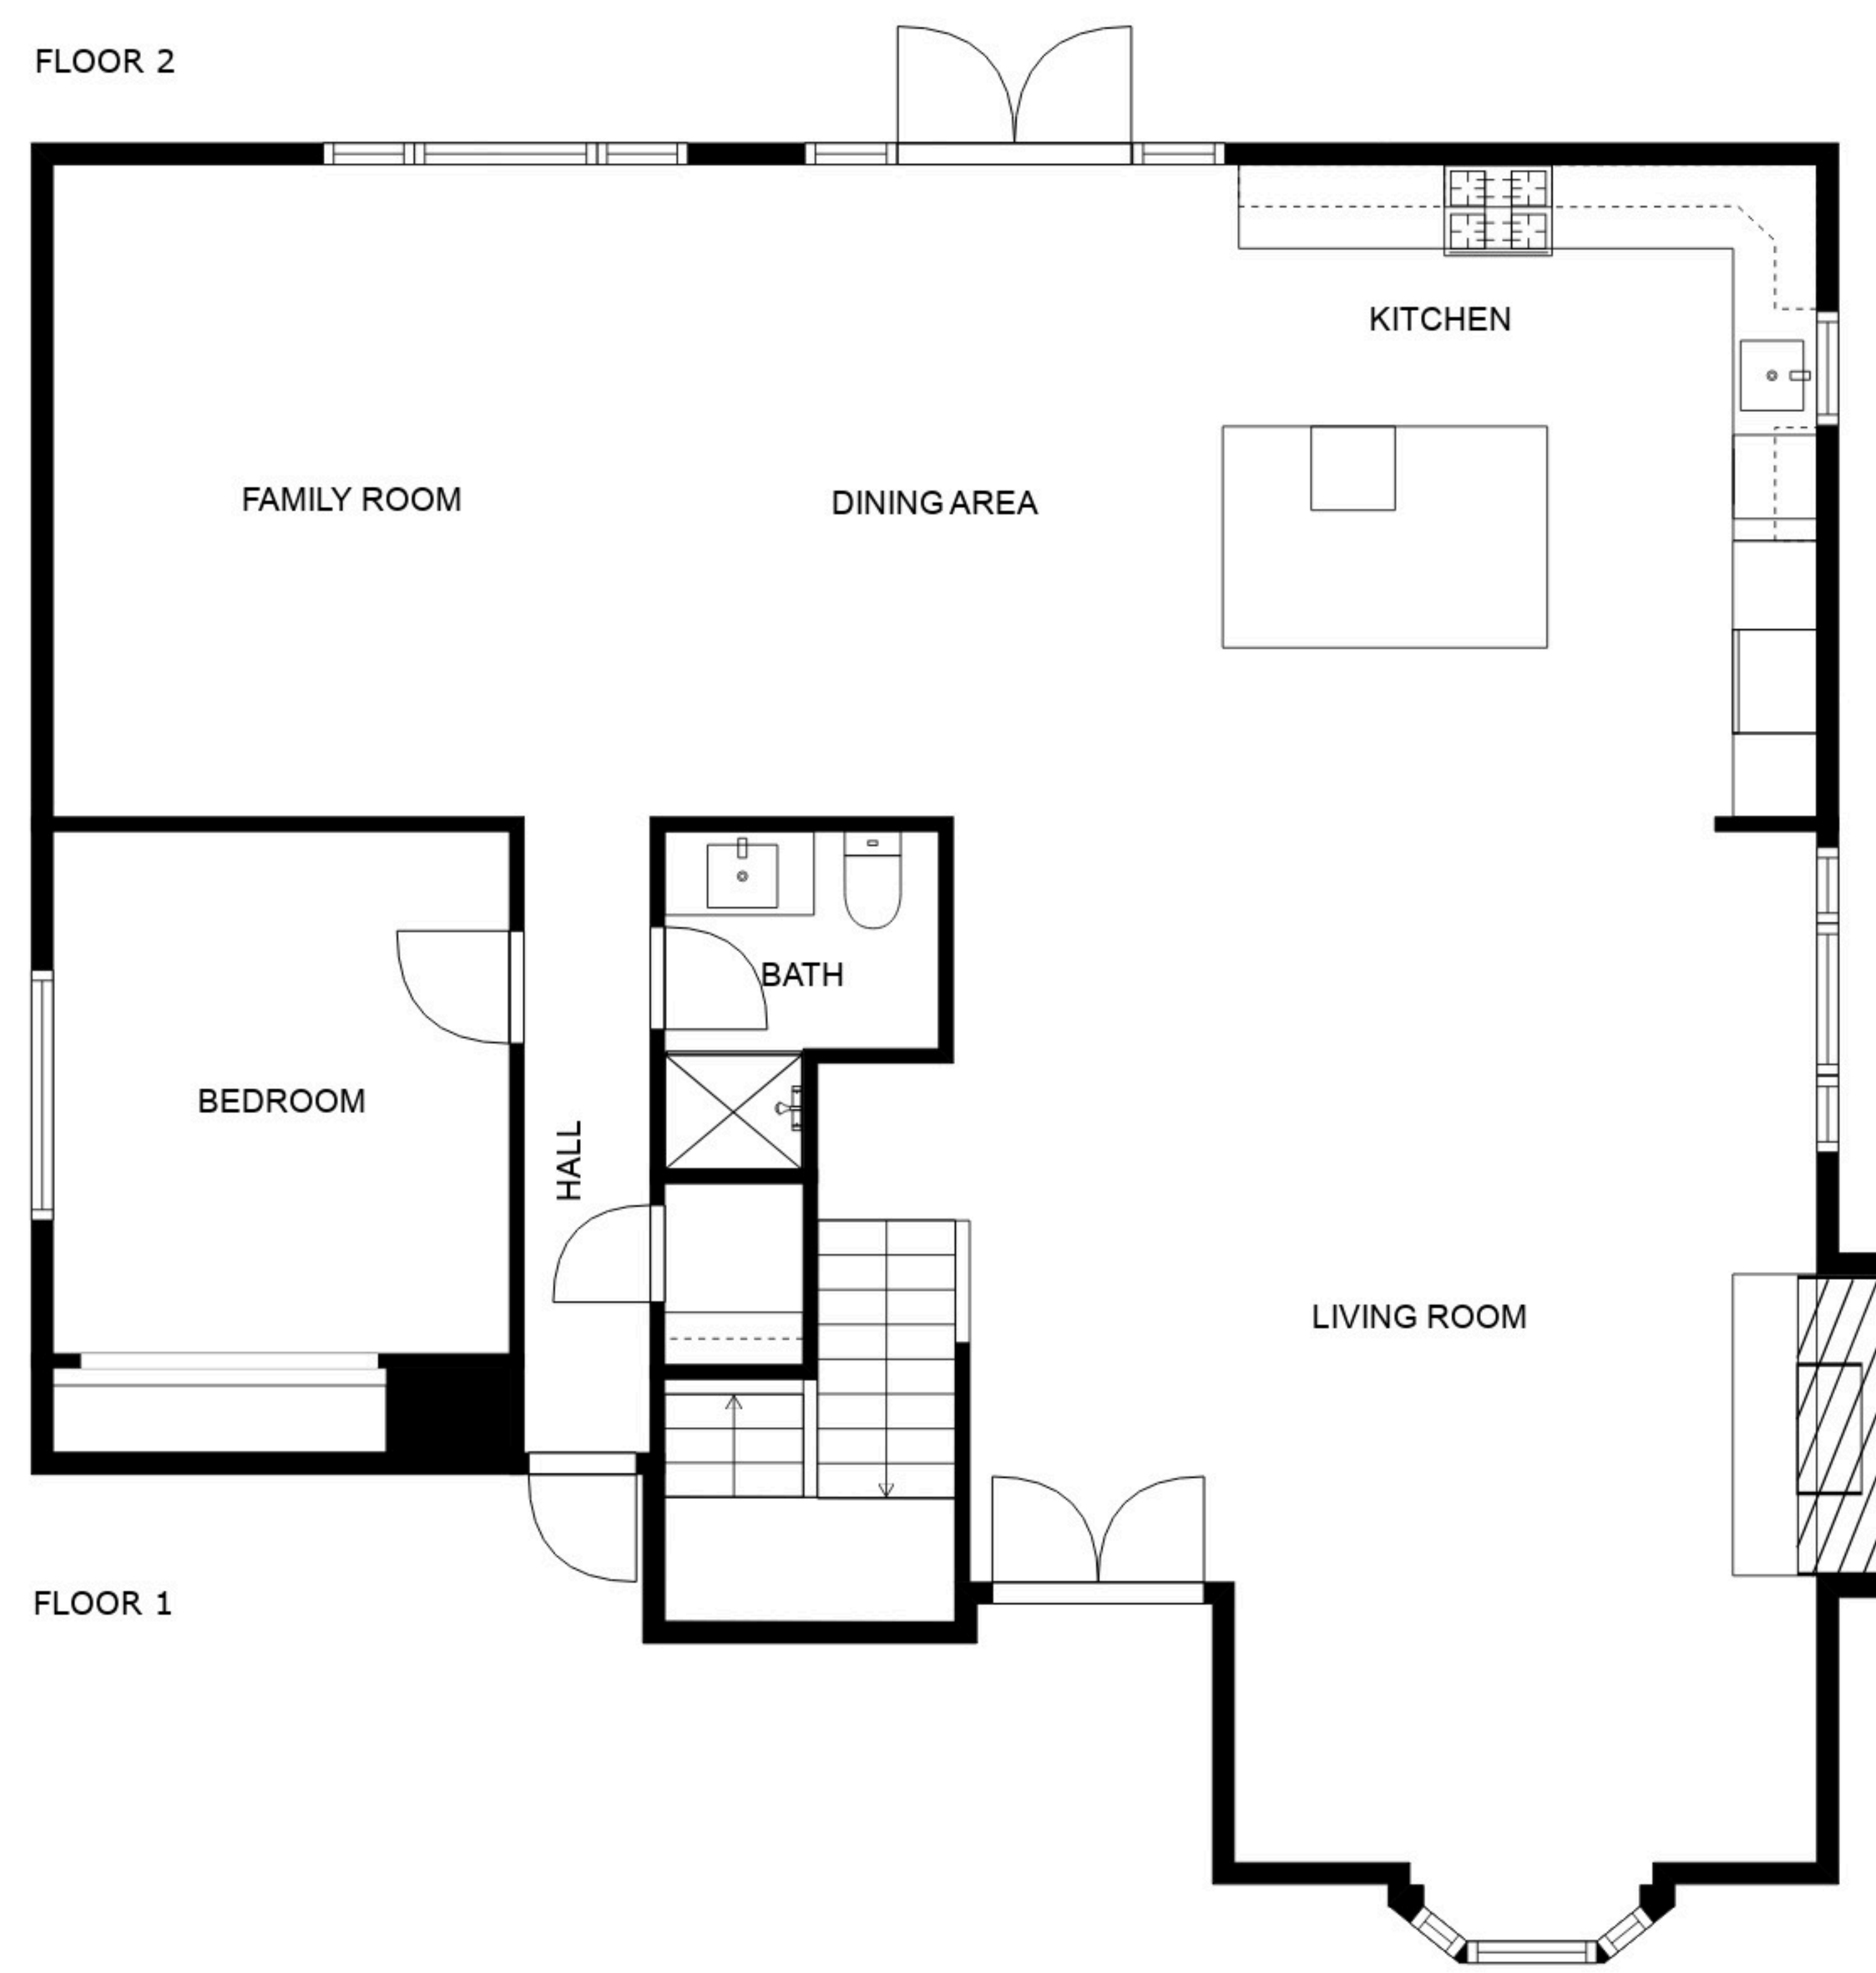 FLOOR 2
KITCHEN
FAMILY ROOM
DINING AREA
BATH
BEDROOM
HALL
LIVING ROOM
FLOOR 1